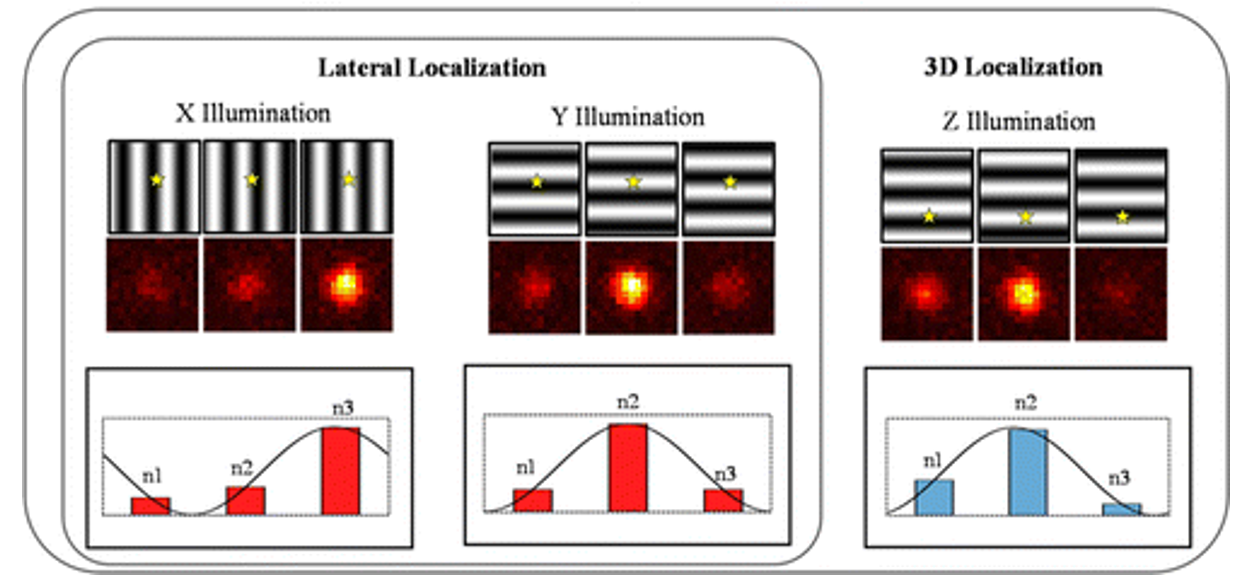 Lateral Localization
3D Localization
X Illumination
Y Illumination
Z Illumination
n1
n2
n3
n1
n2
n3
n1
n2
n3